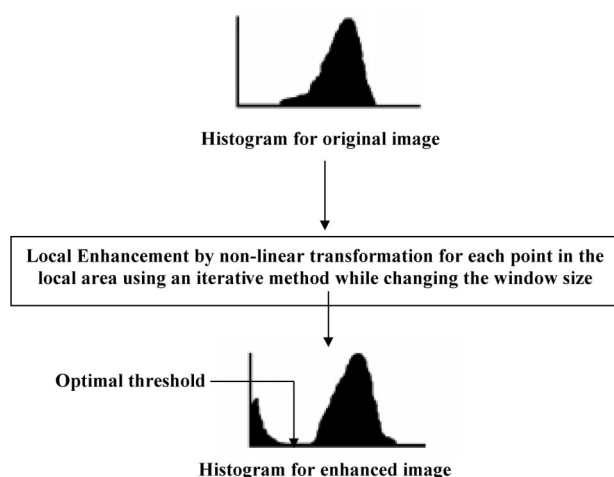 Histogram for original image
Local Enhancement by non-linear transformation for each point in the
local area using an iterative method while changing the window size
Optimal threshold
Histogram for enhanced image